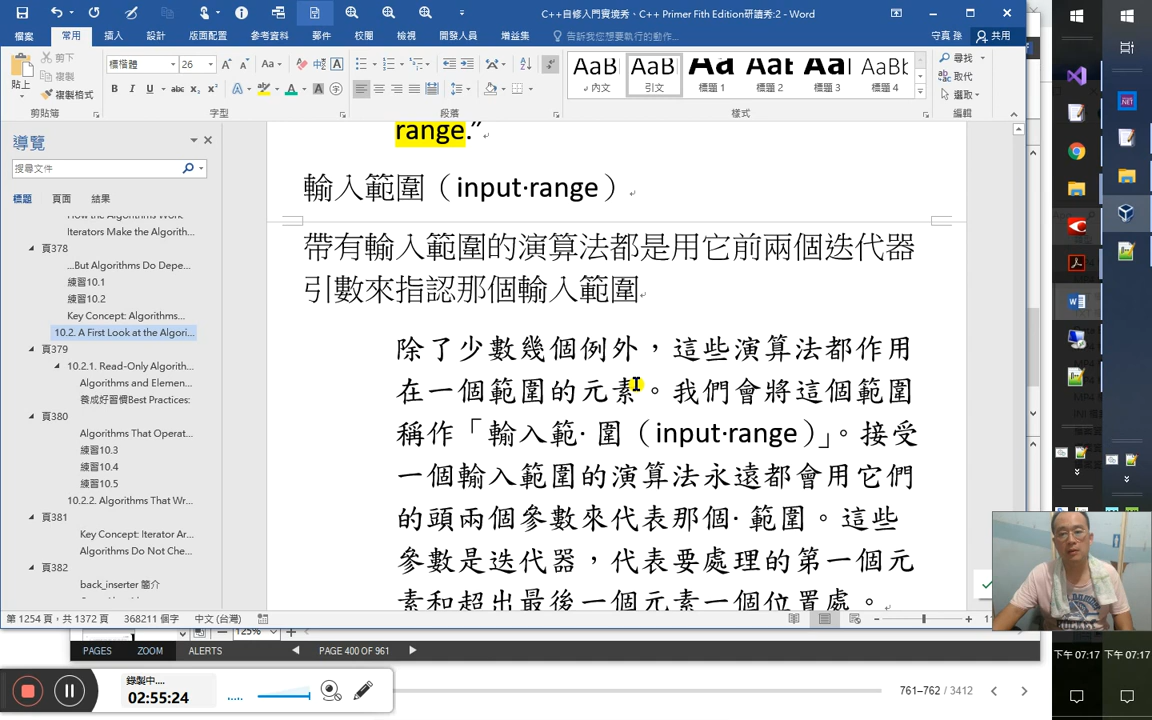 C++自修入門實境秀、C++ Primer Fith Edition研讀秀:2 - Word
檔案 常用 插入 設計 版面配置 參考資料 郵件 校閱 檢視 開發人員 增益集 告訴我您想要執行的動作... 守真 孫 共用
貼上 剪下 複製 複製格式
標楷體 26
B I U abc x₂ x²
AaB 內文 AaB 引文 Aa 標題 1 AaB 標題 2 AaB 標題 3 AaBb 標題 4
尋找 取代 選取
剪貼簿 字型 段落 樣式 編輯
導覽
搜尋文件
標題 頁面 結果
How the Algorithms Work
Iterators Make the Algorith...
頁378
...But Algorithms Do Depe...
練習10.1
練習10.2
Key Concept: Algorithms...
10.2. A First Look at the Algori...
頁379
10.2.1. Read-Only Algorith...
Algorithms and Elemen...
養成好習慣Best Practices:
頁380
Algorithms That Operat...
練習10.3
練習10.4
練習10.5
10.2.2. Algorithms That Wr...
頁381
Key Concept: Iterator Ar...
Algorithms Do Not Che...
頁382
back_inserter 簡介
range.”
輸入範圍（input·range）
帶有輸入範圍的演算法都是用它前兩個迭代器
引數來指認那個輸入範圍
除了少數幾個例外，這些演算法都作用
在一個範圍的元素。我們會將這個範圍
稱作「輸入範· 圍（input·range）」。接受
一個輸入範圍的演算法永遠都會用它們
的頭兩個參數來代表那個· 範圍。這些
參數是迭代器，代表要處理的第一個元
素和超出最後一個元素一個位置處。
第 1254 頁，共 1372 頁 368211 個字 中文 (台灣)
125%
PAGES ZOOM ALERTS PAGE 400 OF 961
錄製中....
02:55:24
761–762 / 3412
下午 07:17 下午 07:17